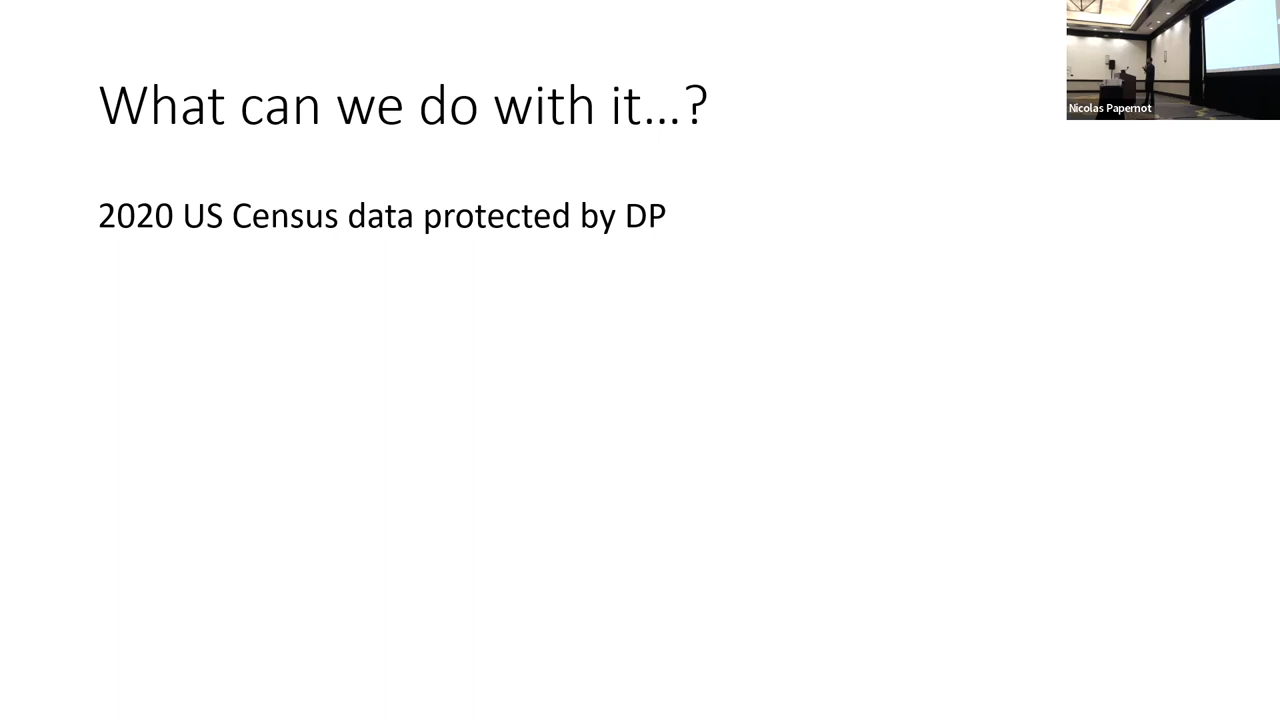 What can we do with it...?
2020 US Census data protected by DP
Nicolas Papernot